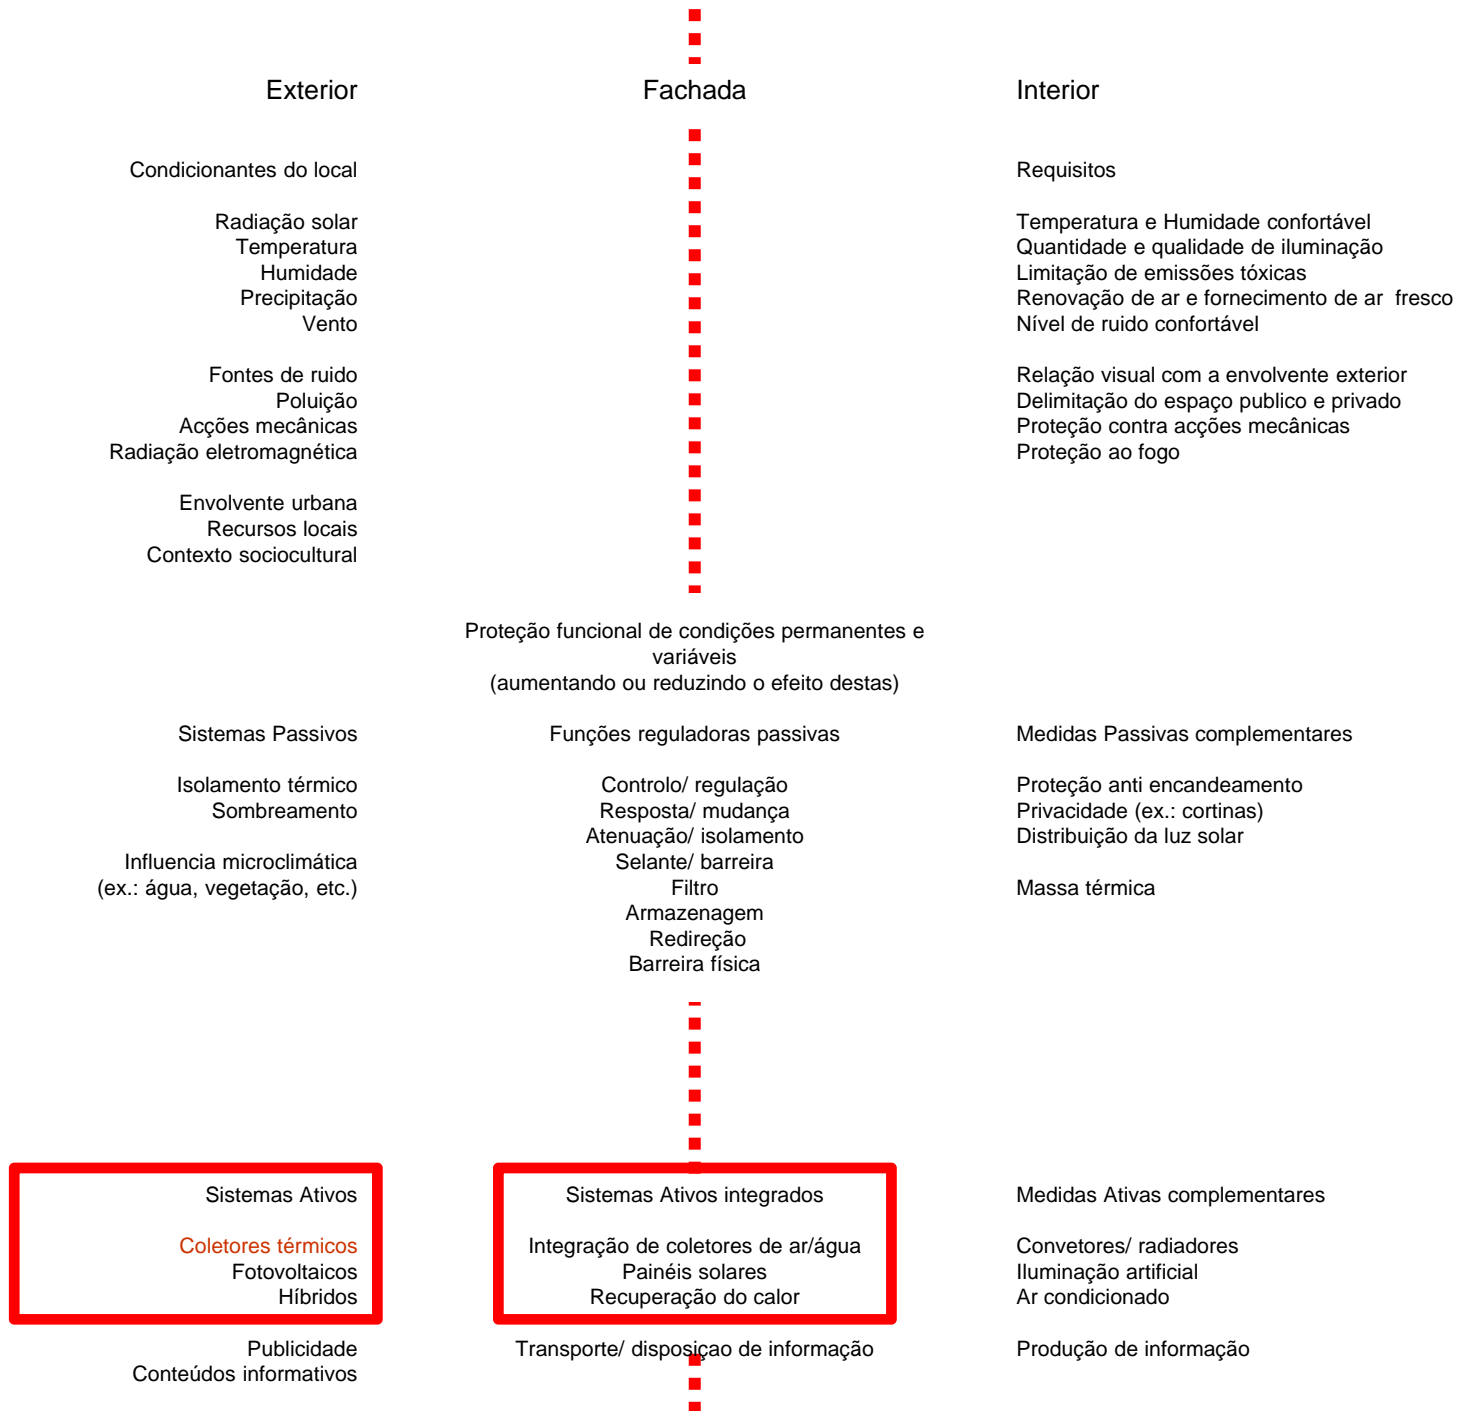 Exterior
Fachada
Interior
Condicionantes do local
Requisitos
Radiação solar
Temperatura
Humidade
Precipitação
Vento
Temperatura e Humidade confortável
Quantidade e qualidade de iluminação
Limitação de emissões tóxicas
Renovação de ar e fornecimento de ar fresco
Nível de ruido confortável
Fontes de ruido
Poluição
Acções mecânicas
Radiação eletromagnética
Relação visual com a envolvente exterior
Delimitação do espaço publico e privado
Proteção contra acções mecânicas
Proteção ao fogo
Envolvente urbana
Recursos locais
Contexto sociocultural
Proteção funcional de condições permanentes e
variáveis
(aumentando ou reduzindo o efeito destas)
Sistemas Passivos
Funções reguladoras passivas
Medidas Passivas complementares
Isolamento térmico
Sombreamento
Influencia microclimática
(ex.: água, vegetação, etc.)
Controlo/ regulação
Resposta/ mudança
Atenuação/ isolamento
Selante/ barreira
Filtro
Armazenagem
Redireção
Barreira física
Proteção anti encandeamento
Privacidade (ex.: cortinas)
Distribuição da luz solar
Massa térmica
Sistemas Ativos
Coletores térmicos
Fotovoltaicos
Híbridos
Sistemas Ativos integrados
Integração de coletores de ar/água
Painéis solares
Recuperação do calor
Medidas Ativas complementares
Convetores/ radiadores
Iluminação artificial
Ar condicionado
Publicidade
Conteúdos informativos
Transporte/ disposiçao de informação
Produção de informação